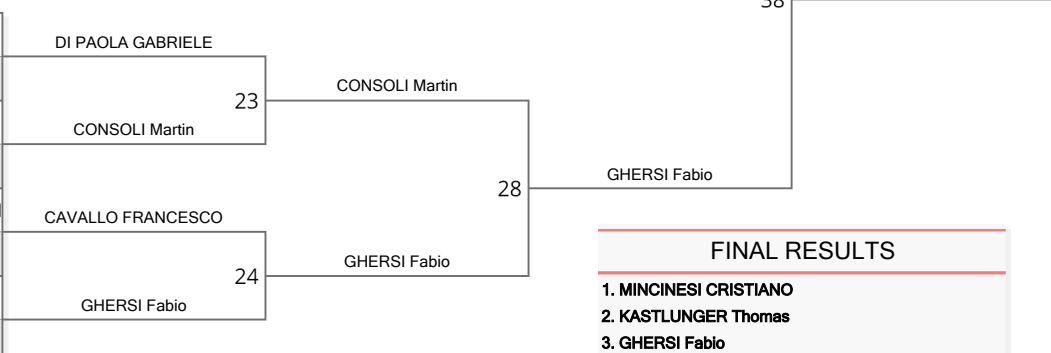 38
DI PAOLA GABRIELE
23
CONSOLI Martin
CONSOLI Martin
28
GHERSI Fabio
CAVALLO FRANCESCO
24
GHERSI Fabio
GHERSI Fabio
FINAL RESULTS
1. MINCINESI CRISTIANO
2. KASTLUNGER Thomas
3. GHERSI Fabio